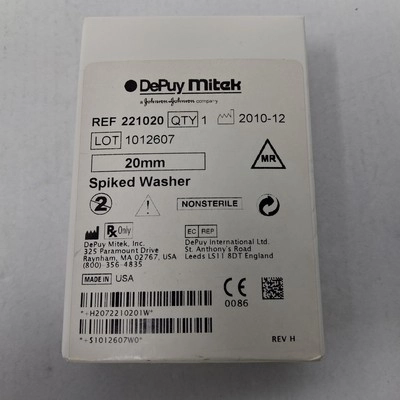 DePuy Mitek
a Johnson & Johnson company
REF 221020 QTY 1 2010-12
LOT 1012607
20mm
MR
Spiked Washer
2 NONSTERILE
Rx Only
EC REP
DePuy Mitek, Inc.
325 Paramount Drive
Raynham, MA 02767, USA
(800) 356-4835
DePuy International Ltd.
St. Anthony's Road
Leeds LS11 8DT England
MADE IN USA
CE
0086
*+H2072210201W*
*+$1012607W0*
REV H